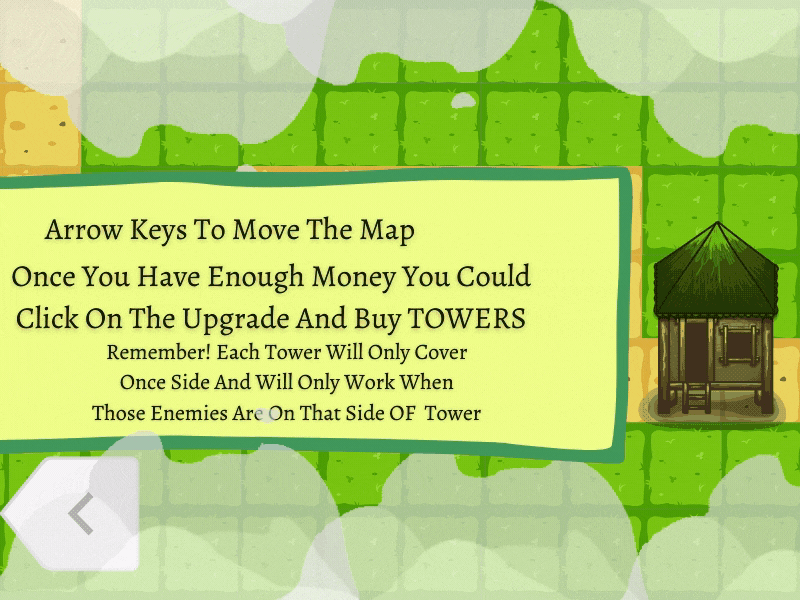 Arrow Keys To Move The Map
Once You Have Enough Money You Could
Click On The Upgrade And Buy TOWERS
Remember! Each Tower Will Only Cover
Once Side And Will Only Work When
Those Enemies Are On That Side OF Tower